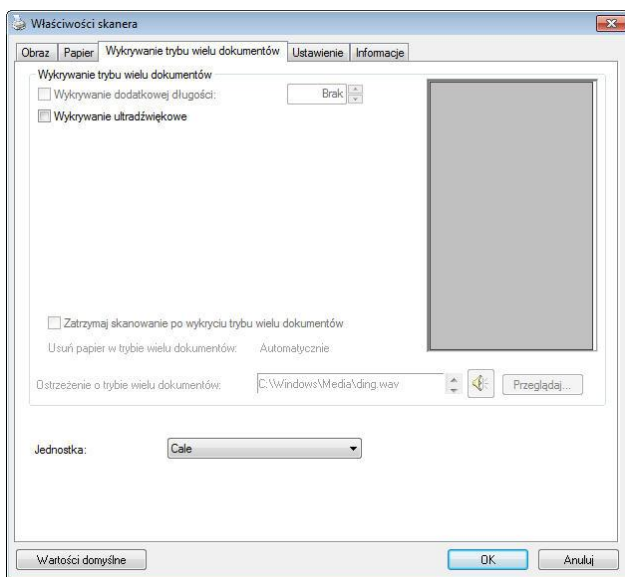 Właściwości skanera
Obraz Papier Wykrywanie trybu wielu dokumentów Ustawienie Informacje
Wykrywanie trybu wielu dokumentów
Wykrywanie dodatkowej długości: Brak
Wykrywanie ultradźwiękowe
Zatrzymaj skanowanie po wykryciu trybu wielu dokumentów
Usuń papier w trybie wielu dokumentów: Automatycznie
Ostrzeżenie o trybie wielu dokumentów: C:\Windows\Media\ding.wav Przeglądaj...
Jednostka: Cale
Wartości domyślne OK Anuluj